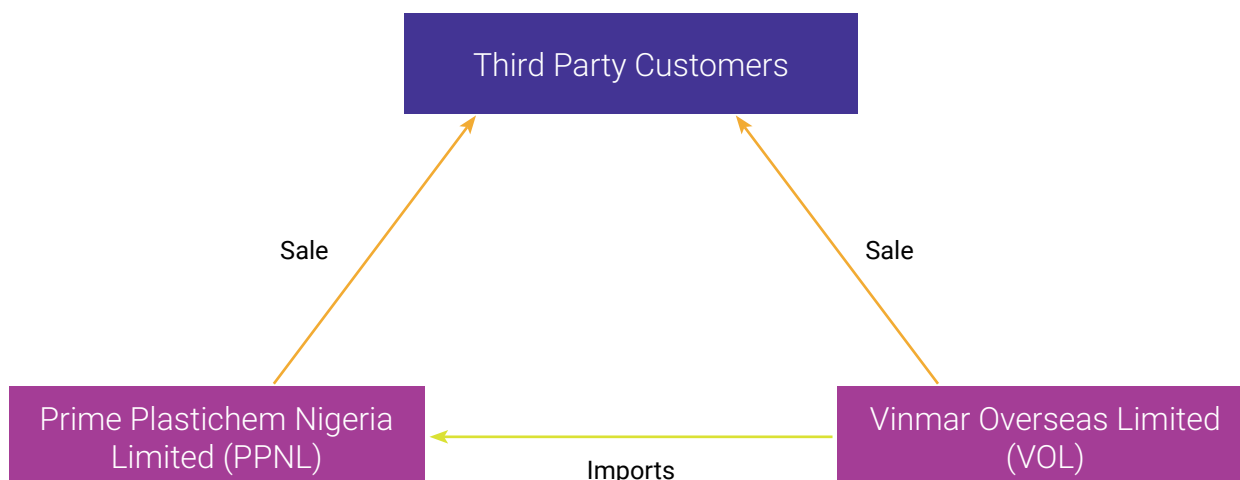 Third Party Customers
Sale
Sale
Prime Plastichem Nigeria
Limited (PPNL)
Imports
Vinmar Overseas Limited
(VOL)